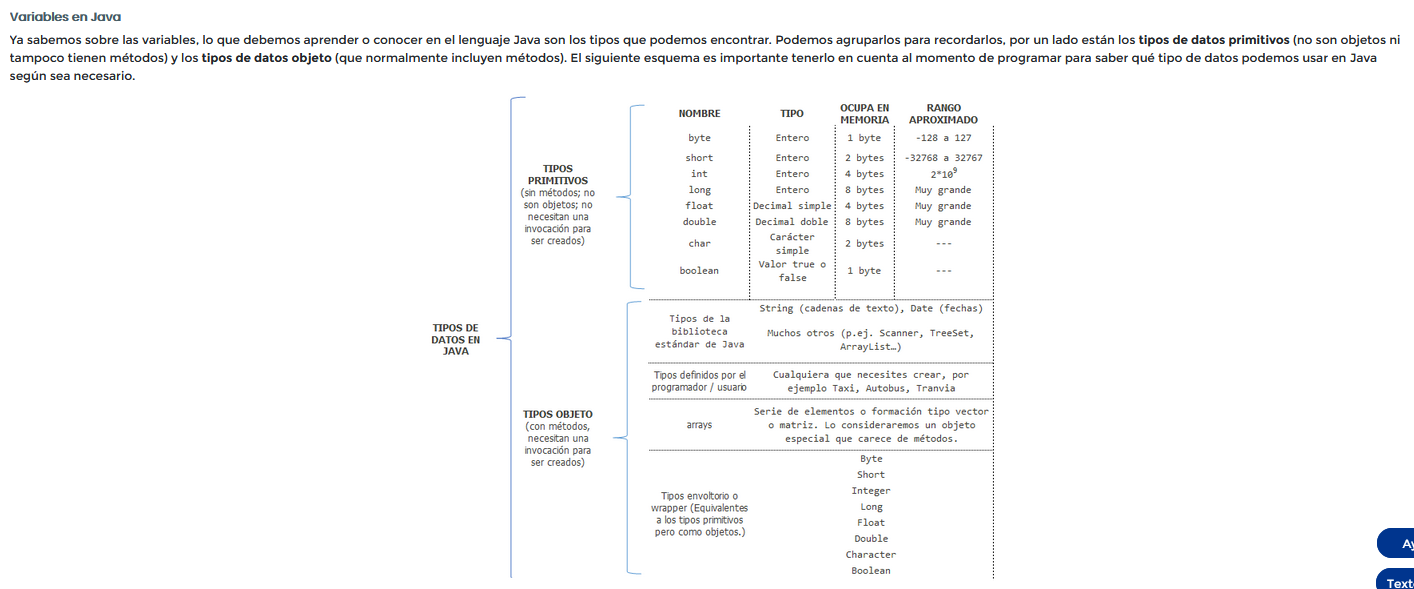 Variables en Java
Ya sabemos sobre las variables, lo que debemos aprender o conocer en el lenguaje Java son los tipos que podemos encontrar. Podemos agruparlos para recordarlos, por un lado están los tipos de datos primitivos (no son objetos ni
tampoco tienen métodos) y los tipos de datos objeto (que normalmente incluyen métodos). El siguiente esquema es importante tenerlo en cuenta al momento de programar para saber qué tipo de datos podemos usar en Java
según sea necesario.
TIPOS DE
DATOS EN
JAVA
TIPOS
PRIMITIVOS
(sin métodos; no
son objetos; no
necesitan una
invocación para
ser creados)
NOMBRE TIPO OCUPA EN MEMORIA RANGO APROXIMADO
byte Entero 1 byte -128 a 127
short Entero 2 bytes -32768 a 32767
int Entero 4 bytes 2*10⁹
long Entero 8 bytes Muy grande
float Decimal simple 4 bytes Muy grande
double Decimal doble 8 bytes Muy grande
char Carácter simple 2 bytes ---
boolean Valor true o false 1 byte ---
TIPOS OBJETO
(con métodos,
necesitan una
invocación para
ser creados)
Tipos de la
biblioteca
estándar de Java
String (cadenas de texto), Date (fechas)
Muchos otros (p.ej. Scanner, TreeSet,
ArrayList…)
Tipos definidos por el
programador / usuario
Cualquiera que necesites crear, por
ejemplo Taxi, Autobus, Tranvia
arrays
Serie de elementos o formación tipo vector
o matriz. Lo consideraremos un objeto
especial que carece de métodos.
Tipos envoltorio o
wrapper (Equivalentes
a los tipos primitivos
pero como objetos.)
Byte
Short
Integer
Long
Float
Double
Character
Boolean